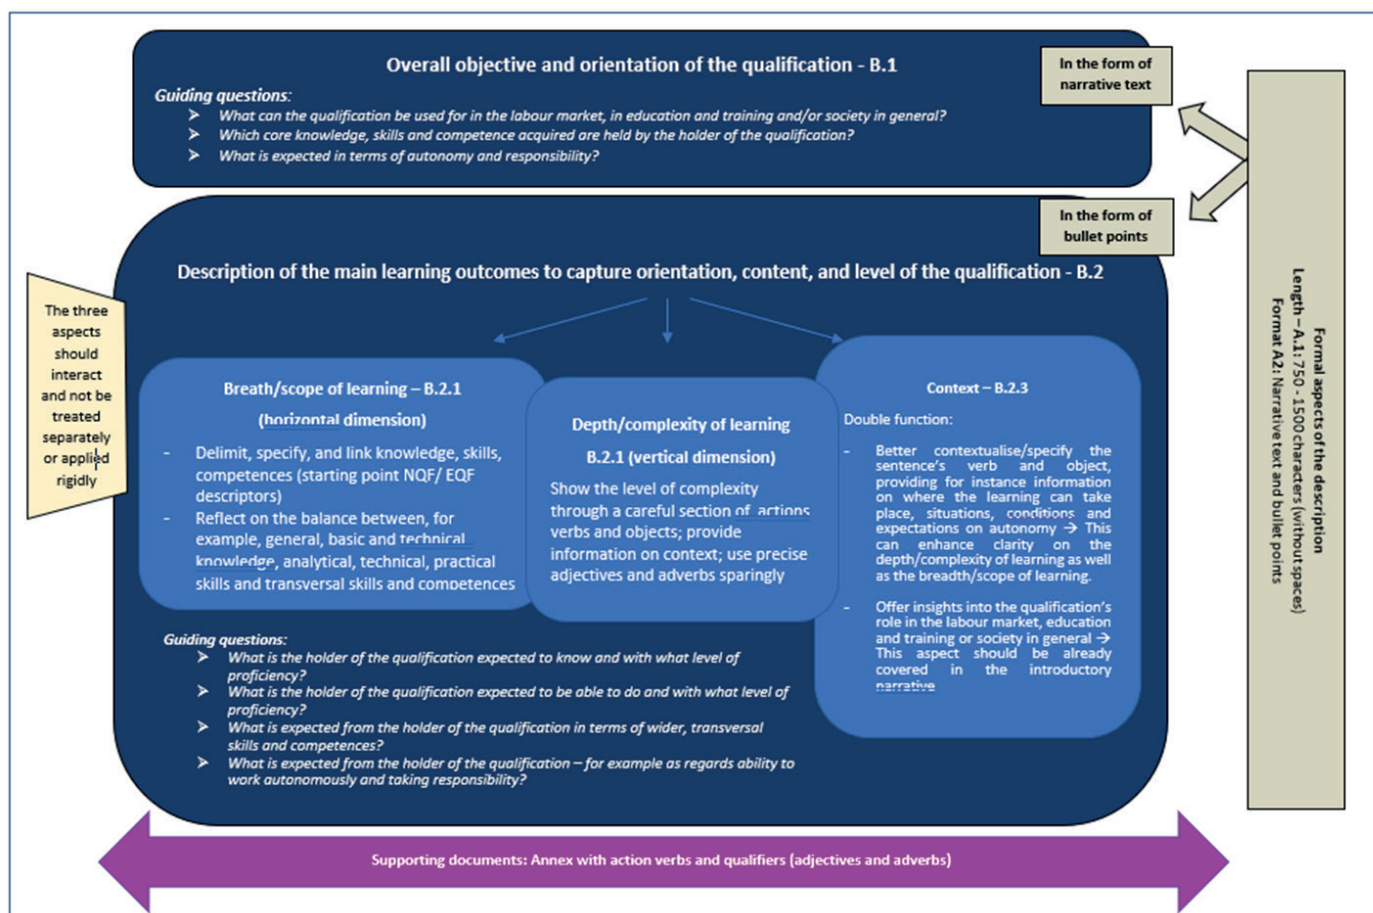 Overall objective and orientation of the qualification - B.1
In the form of
narrative text
Guiding questions:
➤ What can the qualification be used for in the labour market, in education and training and/or society in general?
➤ Which core knowledge, skills and competence acquired are held by the holder of the qualification?
➤ What is expected in terms of autonomy and responsibility?
In the form of
bullet points
Description of the main learning outcomes to capture orientation, content, and level of the qualification - B.2
The three
aspects
should
interact
and not be
treated
separately
or applied
rigidly
Breath/scope of learning – B.2.1
(horizontal dimension)
- Delimit, specify, and link knowledge, skills,
competences (starting point NQF/ EQF
descriptors)
- Reflect on the balance between, for
example, general, basic and technical
knowledge, analytical, technical, practical
skills and transversal skills and competences
Depth/complexity of learning
B.2.1 (vertical dimension)
Show the level of complexity
through a careful section of actions
verbs and objects; provide
information on context; use precise
adjectives and adverbs sparingly
Context – B.2.3
Double function:
- Better contextualise/specify the
sentence's verb and object,
providing for instance information
on where the learning can take
place, situations, conditions and
expectations on autonomy → This
can enhance clarity on the
depth/complexity of learning as well
as the breadth/scope of learning.
- Offer insights into the qualification's
role in the labour market, education
and training or society in general →
This aspect should be already
covered in the introductory
narrative
Guiding questions:
➤ What is the holder of the qualification expected to know and with what level of
proficiency?
➤ What is the holder of the qualification expected to be able to do and with what level of
proficiency?
➤ What is expected from the holder of the qualification in terms of wider, transversal
skills and competences?
➤ What is expected from the holder of the qualification – for example as regards ability to
work autonomously and taking responsibility?
Formal aspects of the description
Length – A.1: 750 - 1500 characters (without spaces)
Format A2: Narrative text and bullet points
Supporting documents: Annex with action verbs and qualifiers (adjectives and adverbs)